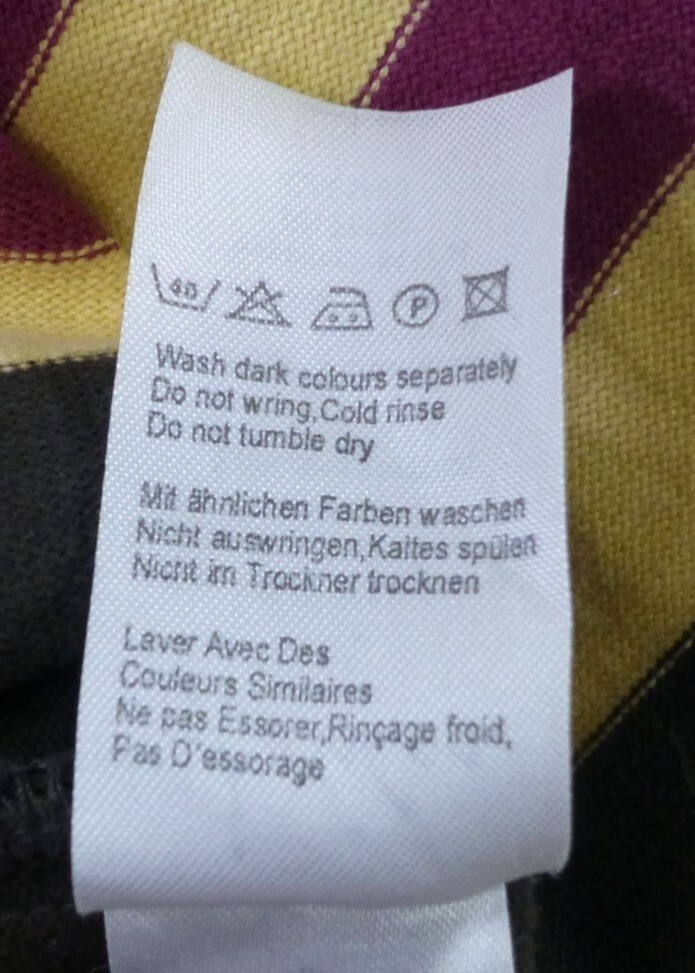 40 P
Wash dark colours separately
Do not wring,Cold rinse
Do not tumble dry
Mit ähnlichen Farben waschen
Nicht auswringen,Kaltes spülen
Nicht im Trockner trocknen
Laver Avec Des
Couleurs Similaires
Ne pas Essorer,Rinçage froid,
Pas D'essorage